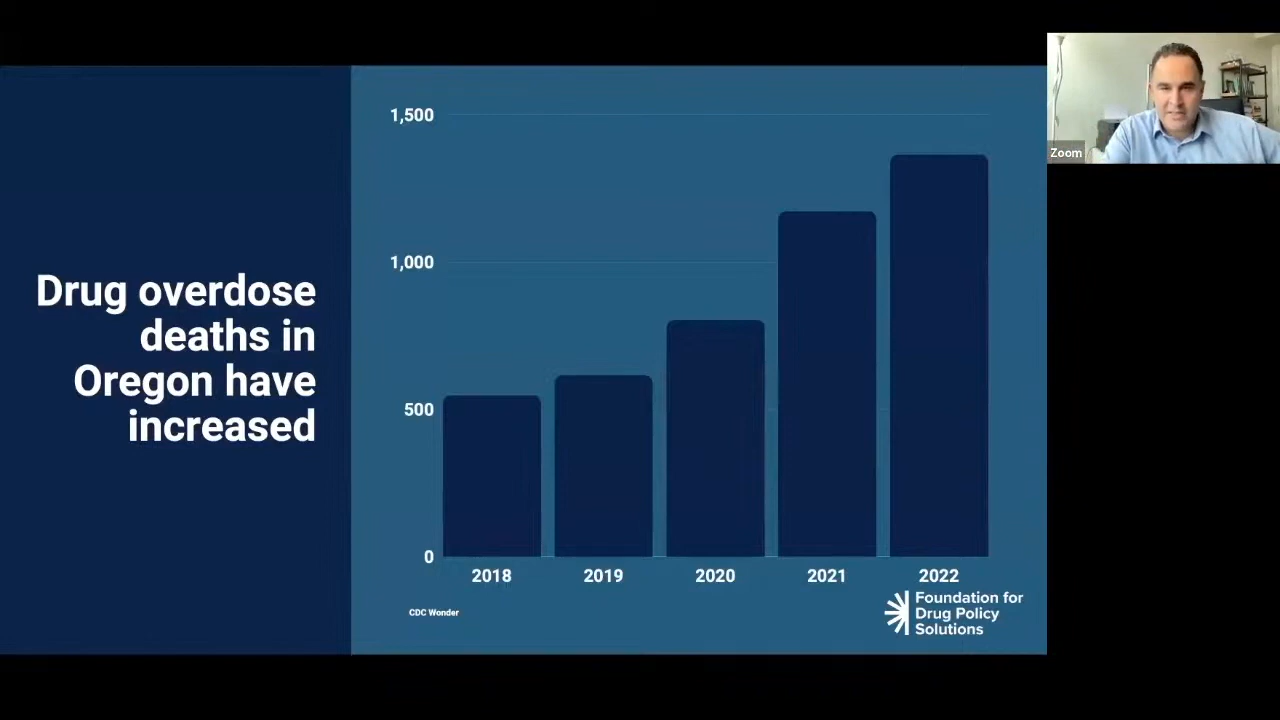 Drug overdose
deaths in
Oregon have
increased
1,500
1,000
500
0
2018 2019 2020 2021 2022
CDC Wonder
Foundation for
Drug Policy
Solutions
Zoom